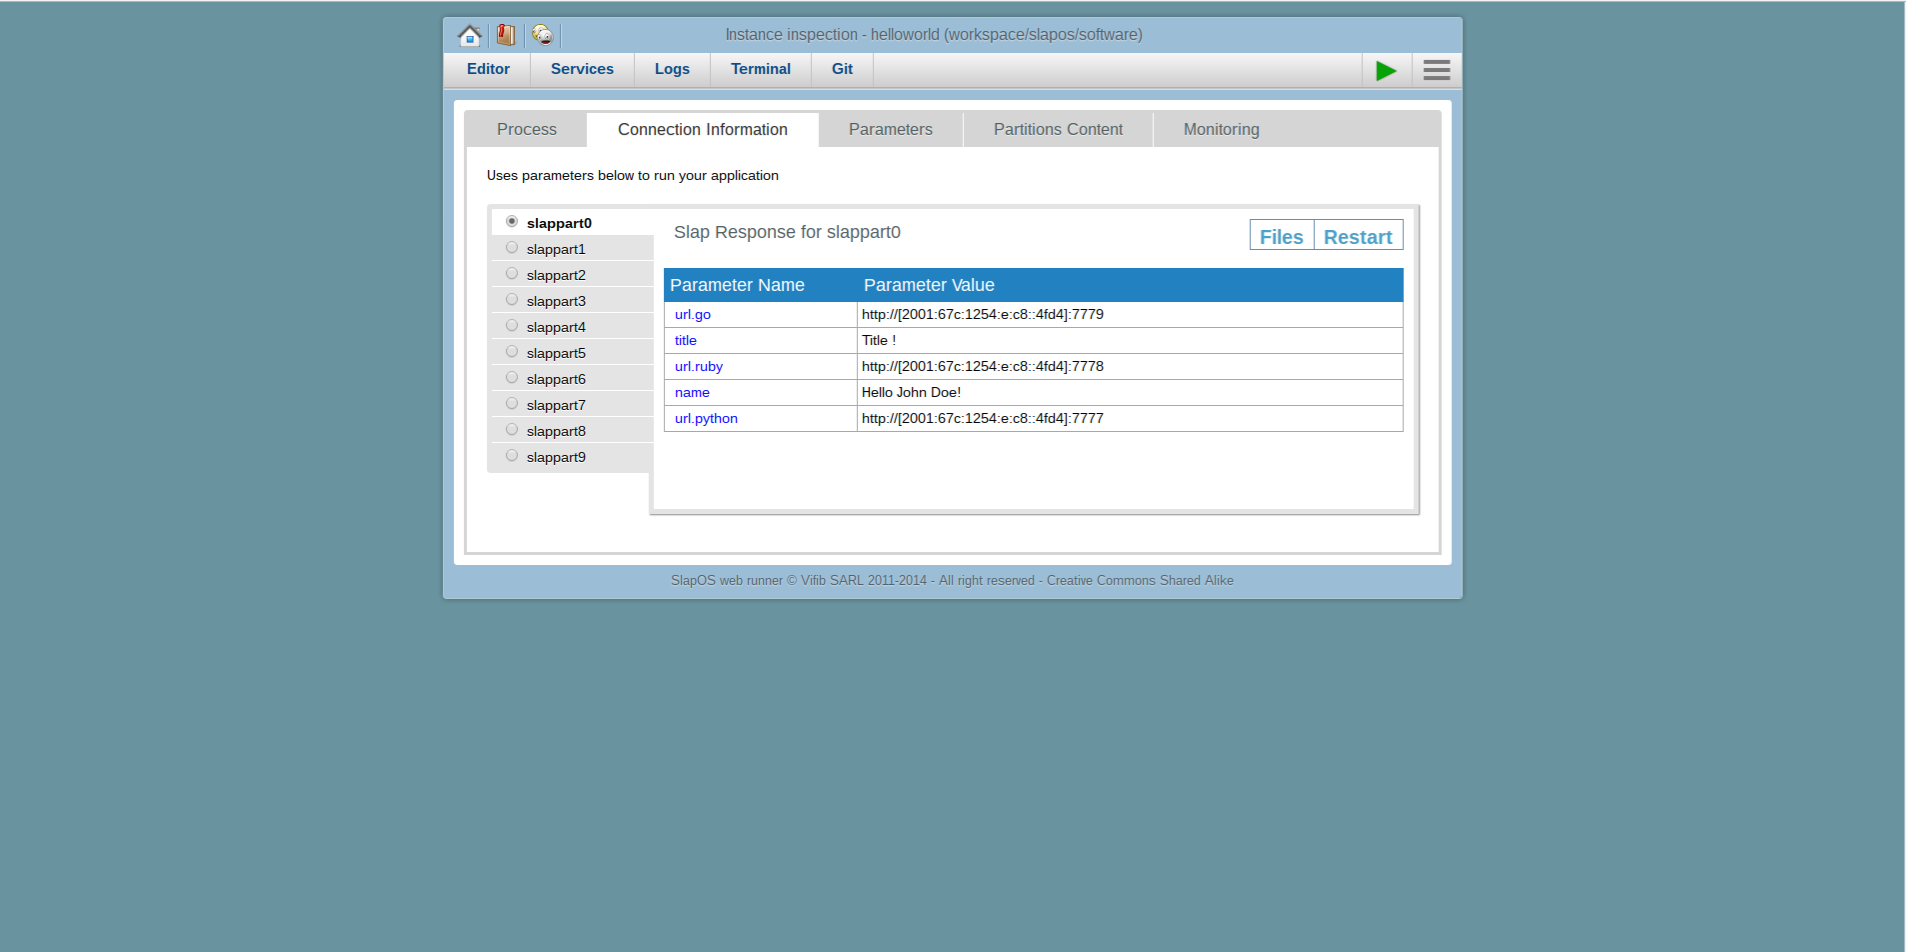 Instance inspection - helloworld (workspace/slapos/software)
Editor Services Logs Terminal Git
Process Connection Information Parameters Partitions Content Monitoring
Uses parameters below to run your application
slappart0
slappart1
slappart2
slappart3
slappart4
slappart5
slappart6
slappart7
slappart8
slappart9
Slap Response for slappart0
Files Restart
Parameter Name Parameter Value
url.go http://[2001:67c:1254:e:c8::4fd4]:7779
title Title !
url.ruby http://[2001:67c:1254:e:c8::4fd4]:7778
name Hello John Doe!
url.python http://[2001:67c:1254:e:c8::4fd4]:7777
SlapOS web runner © Vifib SARL 2011-2014 - All right reserved - Creative Commons Shared Alike